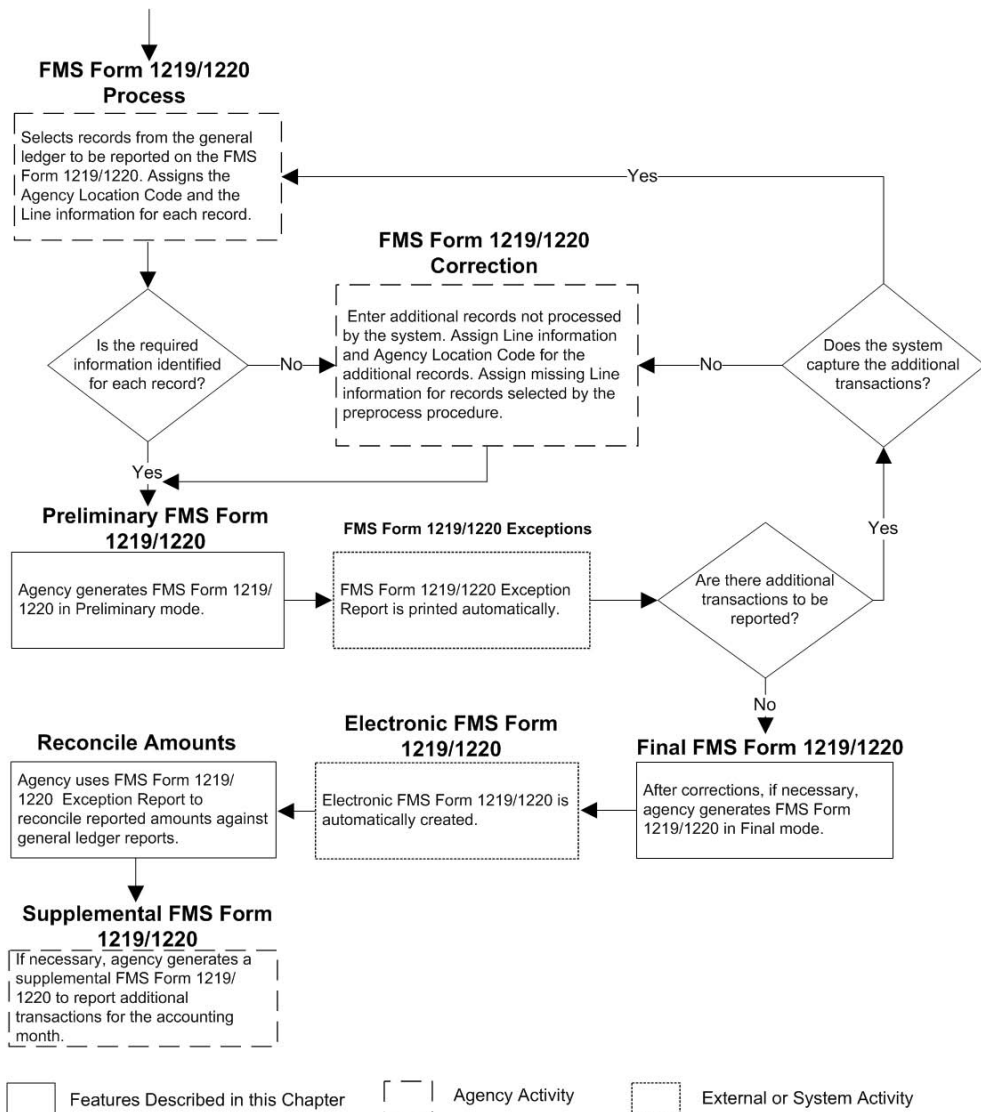 FMS Form 1219/1220
Process
Selects records from the general
ledger to be reported on the FMS
Form 1219/1220. Assigns the
Agency Location Code and the
Line information for each record.
Yes
FMS Form 1219/1220
Correction
Enter additional records not processed
by the system. Assign Line information
and Agency Location Code for the
additional records. Assign missing Line
information for records selected by the
preprocess procedure.
Is the required
information identified
for each record?
No
No
Does the system
capture the additional
transactions?
Yes
Yes
Preliminary FMS Form
1219/1220
Agency generates FMS Form 1219/
1220 in Preliminary mode.
FMS Form 1219/1220 Exceptions
FMS Form 1219/1220 Exception
Report is printed automatically.
Are there additional
transactions to be
reported?
No
Final FMS Form 1219/1220
After corrections, if necessary,
agency generates FMS Form
1219/1220 in Final mode.
Electronic FMS Form
1219/1220
Electronic FMS Form 1219/1220 is
automatically created.
Reconcile Amounts
Agency uses FMS Form 1219/
1220 Exception Report to
reconcile reported amounts against
general ledger reports.
Supplemental FMS Form
1219/1220
If necessary, agency generates a
supplemental FMS Form 1219/
1220 to report additional
transactions for the accounting
month.
Features Described in this Chapter
Agency Activity
External or System Activity